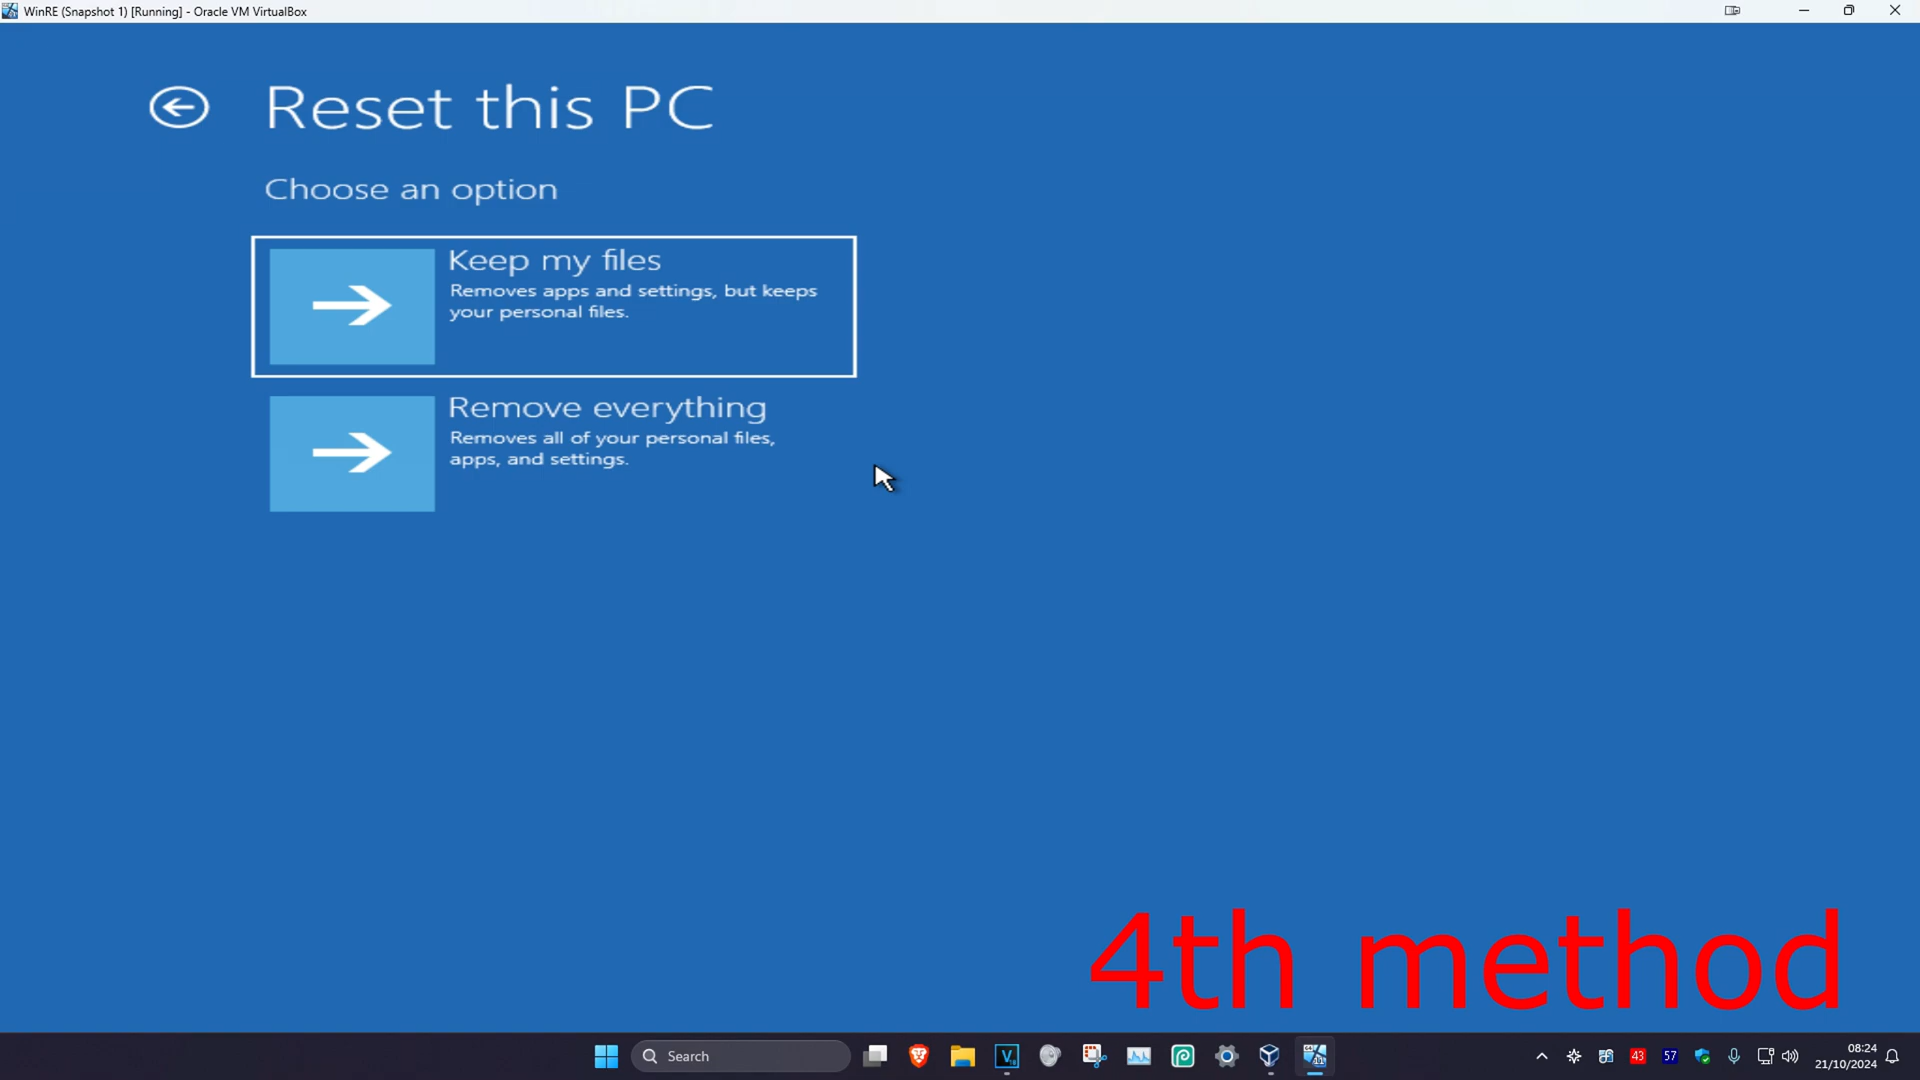 WinRE (Snapshot 1) [Running] - Oracle VM VirtualBox
Reset this PC
Choose an option
Keep my files
Removes apps and settings, but keeps
your personal files.
Remove everything
Removes all of your personal files,
apps, and settings.
4th method
Search
43
57
08:24
21/10/2024